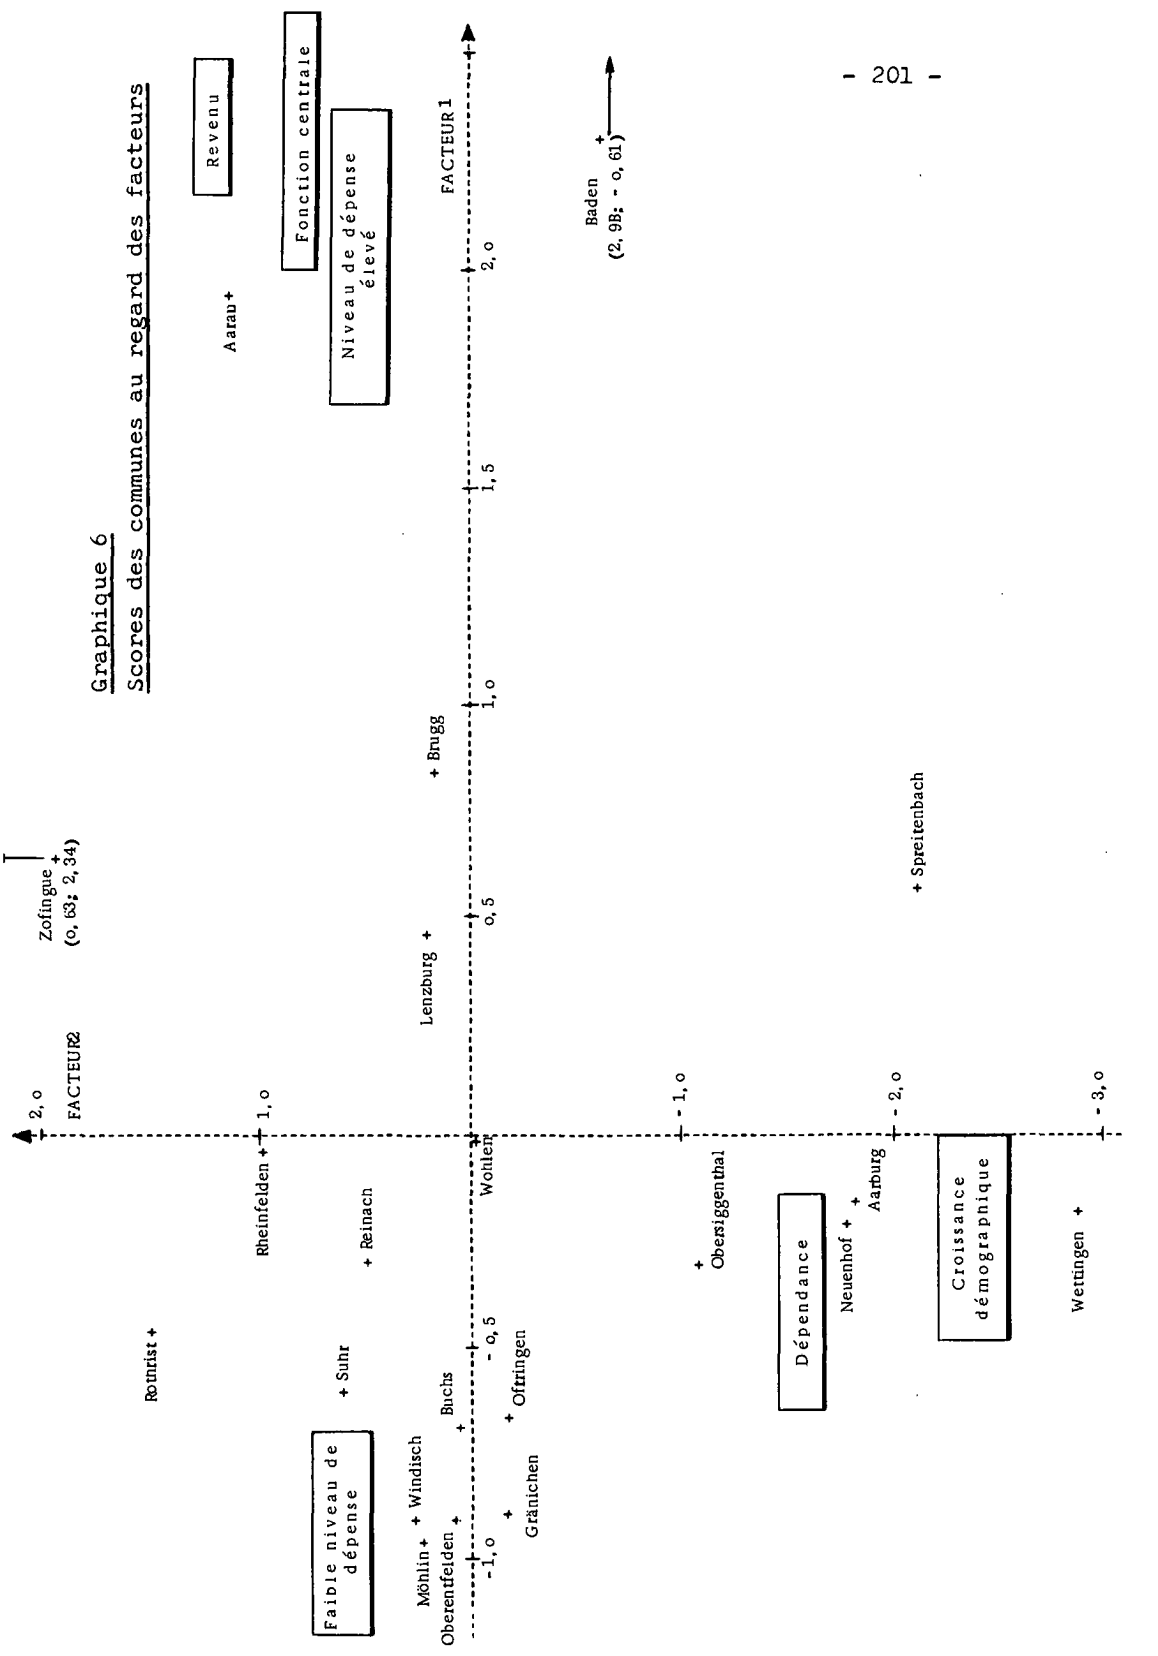 - 201 -
Graphique 6
Scores des communes au regard des facteurs
Revenu
Fonction centrale
Niveau de dépense
élevé
FACTEUR 1
FACTEUR2
2, o
1, o
- 1, o
- 2, o
- 3, o
-1, o
- o, 5
o, 5
1, o
1, 5
2, o
Zofingue +
(o, 63; 2, 34)
Aarau +
Baden +
(2, 9B; - o, 61)
+ Brugg
Lenzburg +
+ Spreitenbach
Rheinfelden +
+ Reinach
Wohlen
Rothrist +
+ Suhr
Buchs
+
+ Oftringen
+ Windisch
Möhlin +
Oberentfelden +
+
Gränichen
Faible niveau de
dépense
+
Obersiggenthal
Dépendance
Neuenhof +
+
Aarburg
Croissance
démographique
Wettingen +